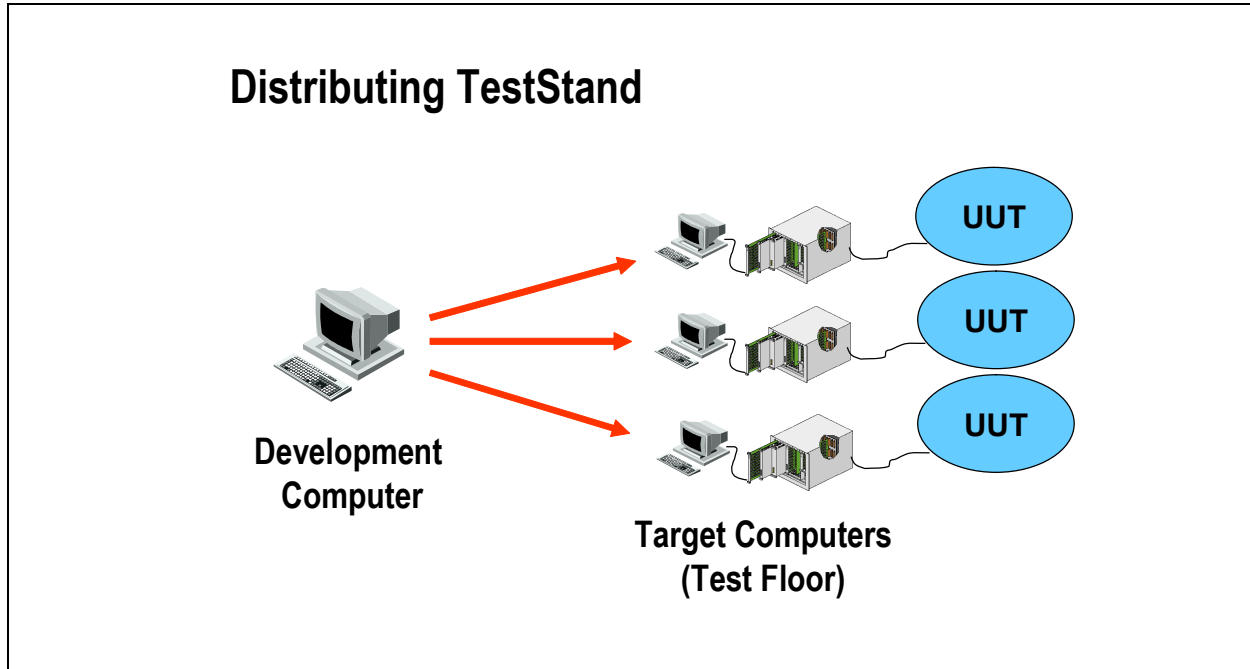 Distributing TestStand
UUT
UUT
UUT
Development
Computer
Target Computers
(Test Floor)